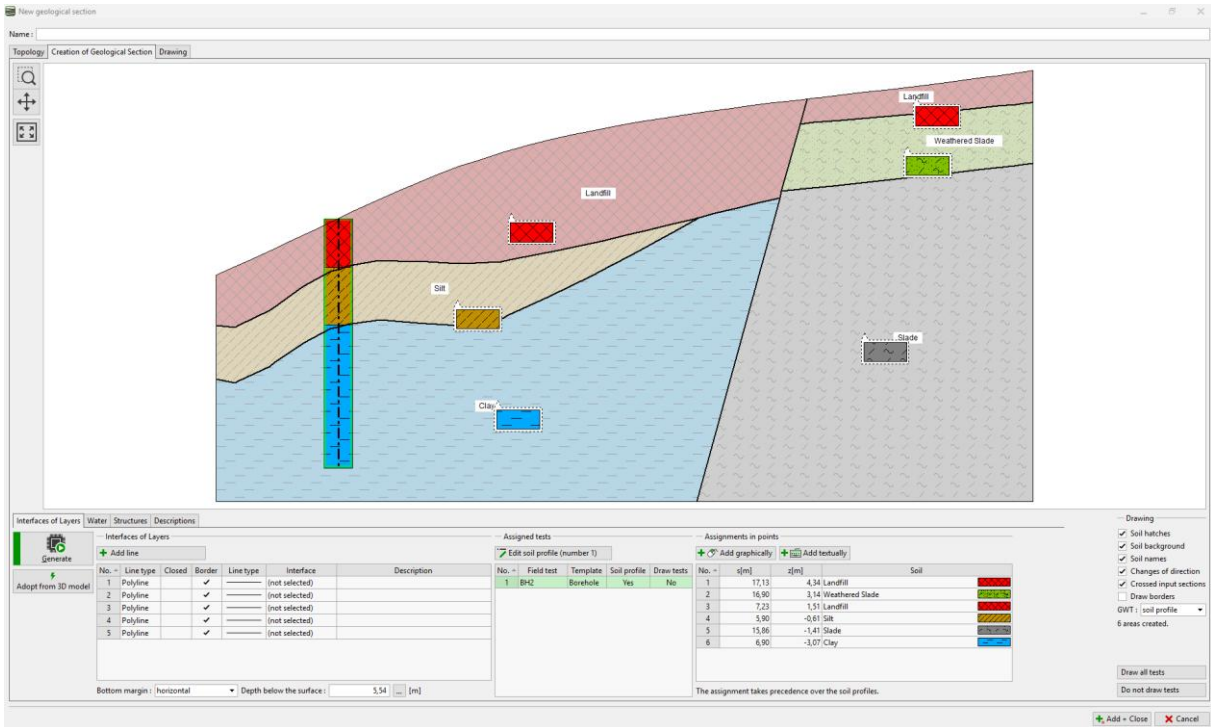 New geological section
Name :
Topology Creation of Geological Section Drawing
Landfill
Weathered Slade
Landfill
Silt
Slade
Clay
Interfaces of Layers Water Structures Descriptions
Generate
Adopt from 3D model
Interfaces of Layers
Add line
No. Line type Closed Border Line type Interface Description
1 Polyline (not selected)
2 Polyline (not selected)
3 Polyline (not selected)
4 Polyline (not selected)
5 Polyline (not selected)
Bottom margin : horizontal Depth below the surface : 5,54 ... [m]
Assigned tests
Edit soil profile (number 1)
No. Field test Template Soil profile Draw tests
1 BH2 Borehole Yes No
Assignments in points
Add graphically Add textually
No. s[m] z[m] Soil
1 17,13 4,34 Landfill
2 16,90 3,14 Weathered Slade
3 7,23 1,51 Landfill
4 5,90 -0,61 Silt
5 15,86 -1,41 Slade
6 6,90 -3,07 Clay
The assignment takes precedence over the soil profiles.
Drawing
Soil hatches
Soil background
Soil names
Changes of direction
Crossed input sections
Draw borders
GWT : soil profile
6 areas created.
Draw all tests
Do not draw tests
Add + Close Cancel